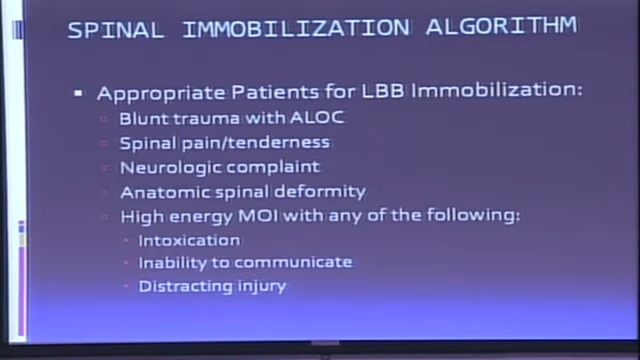 SPINAL IMMOBILIZATION ALGORITHM
Appropriate Patients for LBB Immobilization:
Blunt trauma with ALOC
Spinal pain/tenderness
Neurologic complaint
Anatomic spinal deformity
High energy MOI with any of the following:
Intoxication
Inability to communicate
Distracting injury